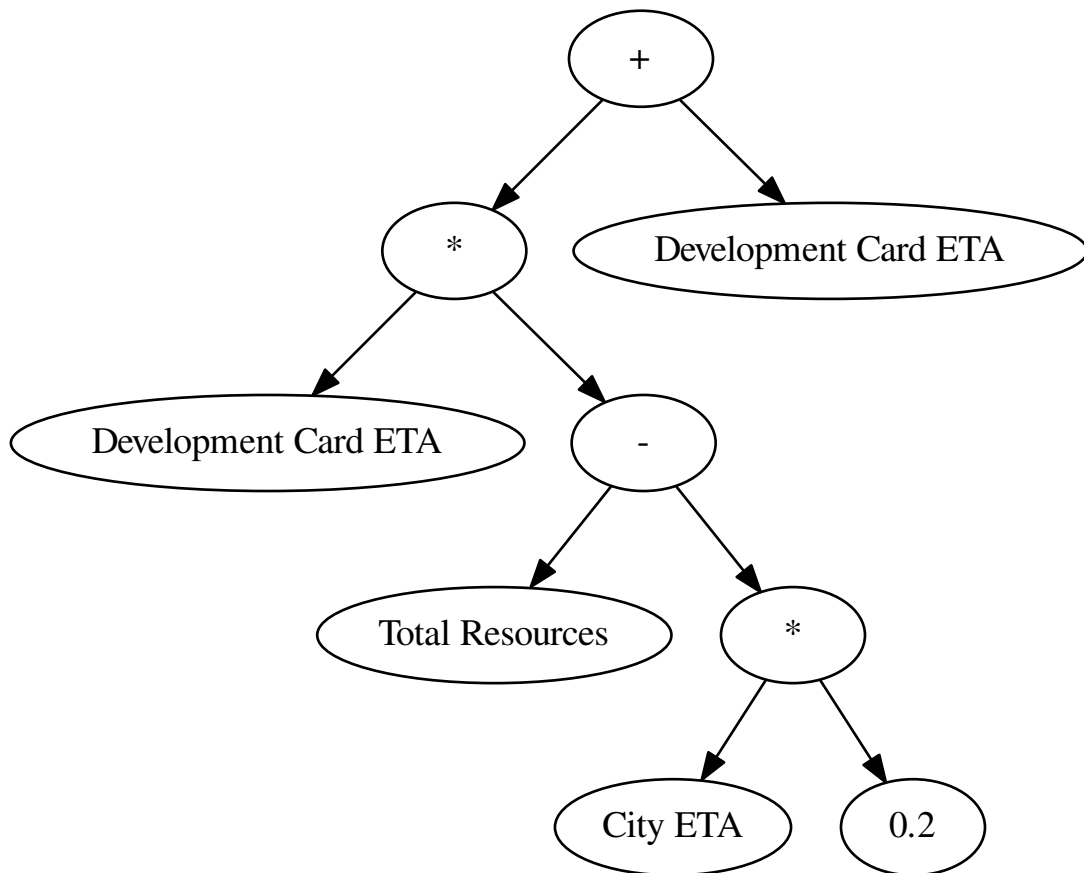 +
*
Development Card ETA
Development Card ETA
-
Total Resources
*
City ETA
0.2